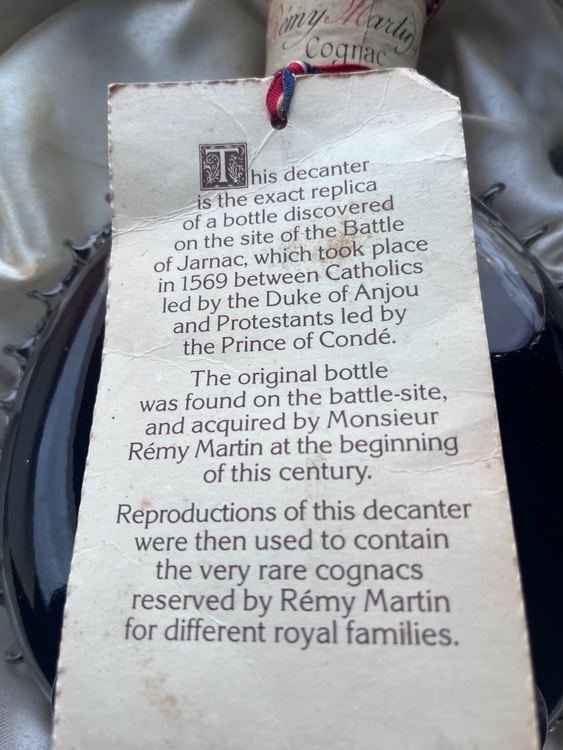 Rémy Martin
Cognac
This decanter
is the exact replica
of a bottle discovered
on the site of the Battle
of Jarnac, which took place
in 1569 between Catholics
led by the Duke of Anjou
and Protestants led by
the Prince of Condé.
The original bottle
was found on the battle-site,
and acquired by Monsieur
Rémy Martin at the beginning
of this century.
Reproductions of this decanter
were then used to contain
the very rare cognacs
reserved by Rémy Martin
for different royal families.